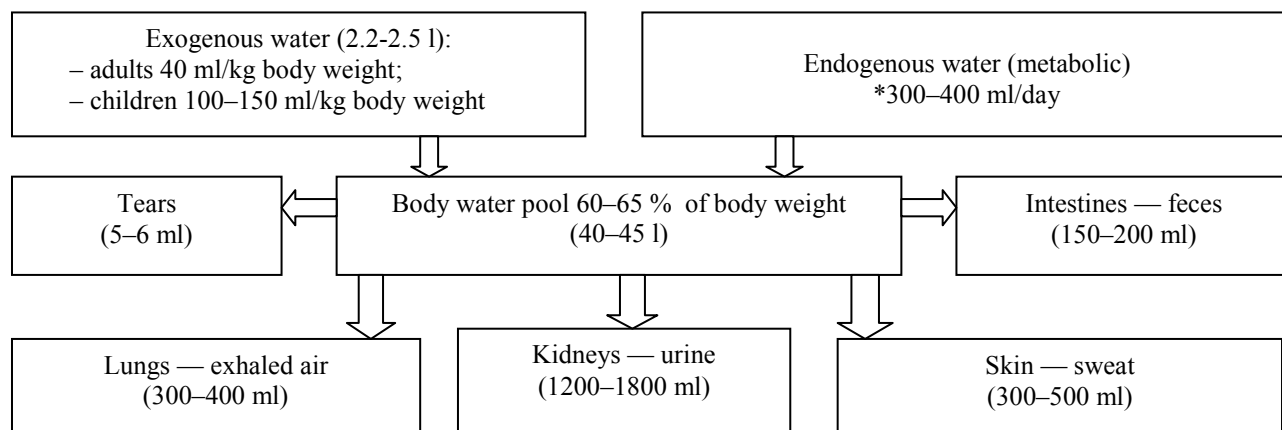 Exogenous water (2.2-2.5 l):
– adults 40 ml/kg body weight;
– children 100–150 ml/kg body weight
Endogenous water (metabolic)
*300–400 ml/day
Tears
(5–6 ml)
Body water pool 60–65 % of body weight
(40–45 l)
Intestines — feces
(150–200 ml)
Lungs — exhaled air
(300–400 ml)
Kidneys — urine
(1200–1800 ml)
Skin — sweat
(300–500 ml)